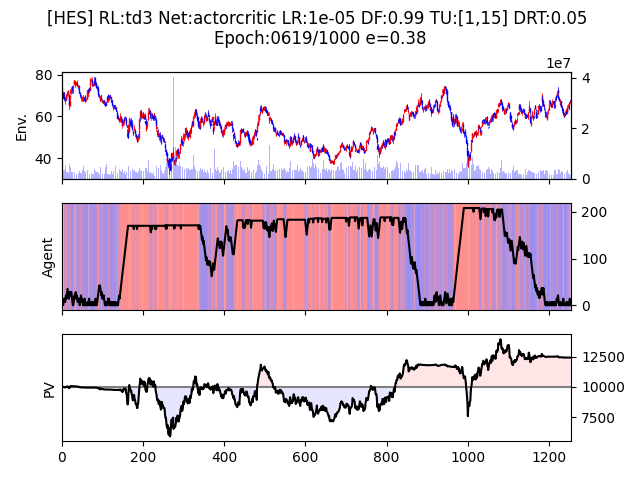 [HES] RL:td3 Net:actorcritic LR:1e-05 DF:0.99 TU:[1,15] DRT:0.05
Epoch:0619/1000 e=0.38
1e7
80
60
40
Env.
4
2
0
Agent
200
100
0
PV
12500
10000
7500
0 200 400 600 800 1000 1200